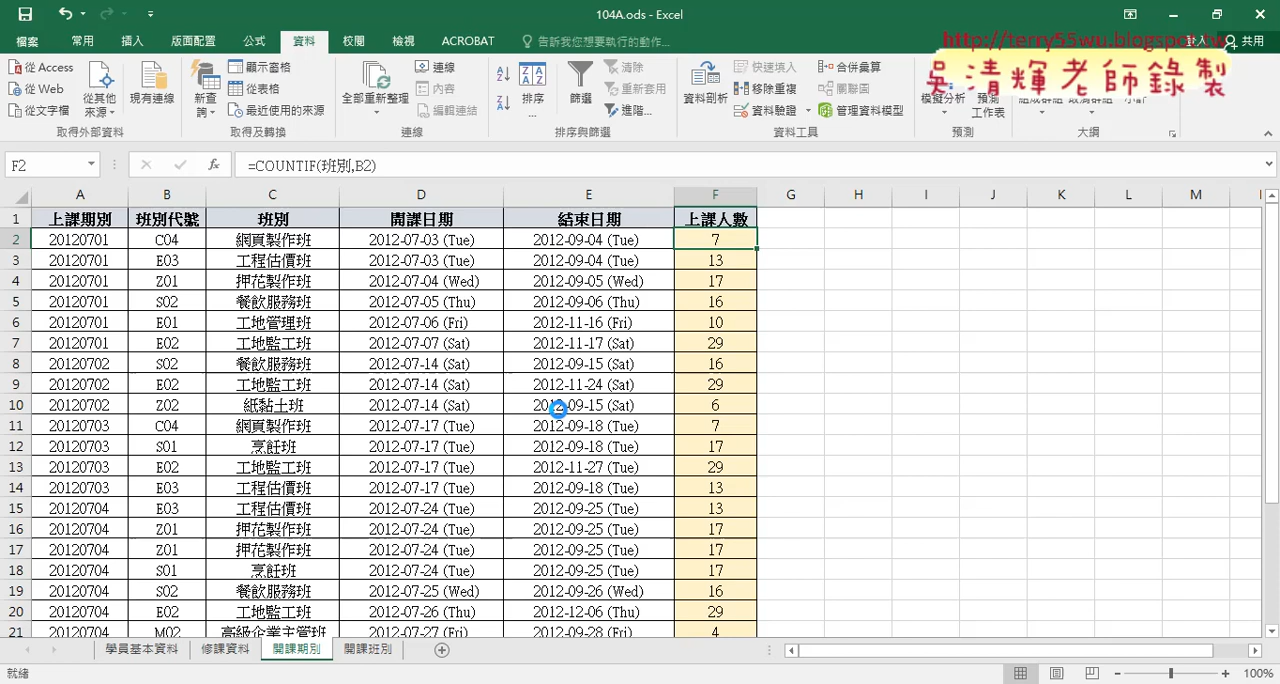 104A.ods - Excel
http://terry55wu.blogspot.tw
吳清輝老師錄製
檔案 常用 插入 版面配置 公式 資料 校閱 檢視 ACROBAT 告訴我您想要執行的動作... 共用
從 Access
從 Web
從文字檔
從其他來源
現有連線
取得外部資料
新查詢
顯示窗格
從表格
最近使用的來源
取得及轉換
全部重新整理
連線
內容
編輯連結
連線
排序
篩選
清除
重新套用
進階...
排序與篩選
資料剖析
快速填入
移除重複
資料驗證
合併彙算
關聯圖
管理資料模型
資料工具
模擬分析
預測工作表
預測
大綱
F2 fx =COUNTIF(班別,B2)
A B C D E F G H I J K L M
1 上課期別 班別代號 班別 開課日期 結束日期 上課人數
2 20120701 C04 網頁製作班 2012-07-03 (Tue) 2012-09-04 (Tue) 7
3 20120701 E03 工程估價班 2012-07-03 (Tue) 2012-09-04 (Tue) 13
4 20120701 Z01 押花製作班 2012-07-04 (Wed) 2012-09-05 (Wed) 17
5 20120701 S02 餐飲服務班 2012-07-05 (Thu) 2012-09-06 (Thu) 16
6 20120701 E01 工地管理班 2012-07-06 (Fri) 2012-11-16 (Fri) 10
7 20120701 E02 工地監工班 2012-07-07 (Sat) 2012-11-17 (Sat) 29
8 20120702 S02 餐飲服務班 2012-07-14 (Sat) 2012-09-15 (Sat) 16
9 20120702 E02 工地監工班 2012-07-14 (Sat) 2012-11-24 (Sat) 29
10 20120702 Z02 紙黏土班 2012-07-14 (Sat) 2012-09-15 (Sat) 6
11 20120703 C04 網頁製作班 2012-07-17 (Tue) 2012-09-18 (Tue) 7
12 20120703 S01 烹飪班 2012-07-17 (Tue) 2012-09-18 (Tue) 17
13 20120703 E02 工地監工班 2012-07-17 (Tue) 2012-11-27 (Tue) 29
14 20120703 E03 工程估價班 2012-07-17 (Tue) 2012-09-18 (Tue) 13
15 20120704 E03 工程估價班 2012-07-24 (Tue) 2012-09-25 (Tue) 13
16 20120704 Z01 押花製作班 2012-07-24 (Tue) 2012-09-25 (Tue) 17
17 20120704 Z01 押花製作班 2012-07-24 (Tue) 2012-09-25 (Tue) 17
18 20120704 S01 烹飪班 2012-07-24 (Tue) 2012-09-25 (Tue) 17
19 20120704 S02 餐飲服務班 2012-07-25 (Wed) 2012-09-26 (Wed) 16
20 20120704 E02 工地監工班 2012-07-26 (Thu) 2012-12-06 (Thu) 29
21 20120704 M02 高級企業主管班 2012-07-27 (Fri) 2012-09-28 (Fri) 4
學員基本資料 修課資料 開課期別 開課班別
就緒 100%